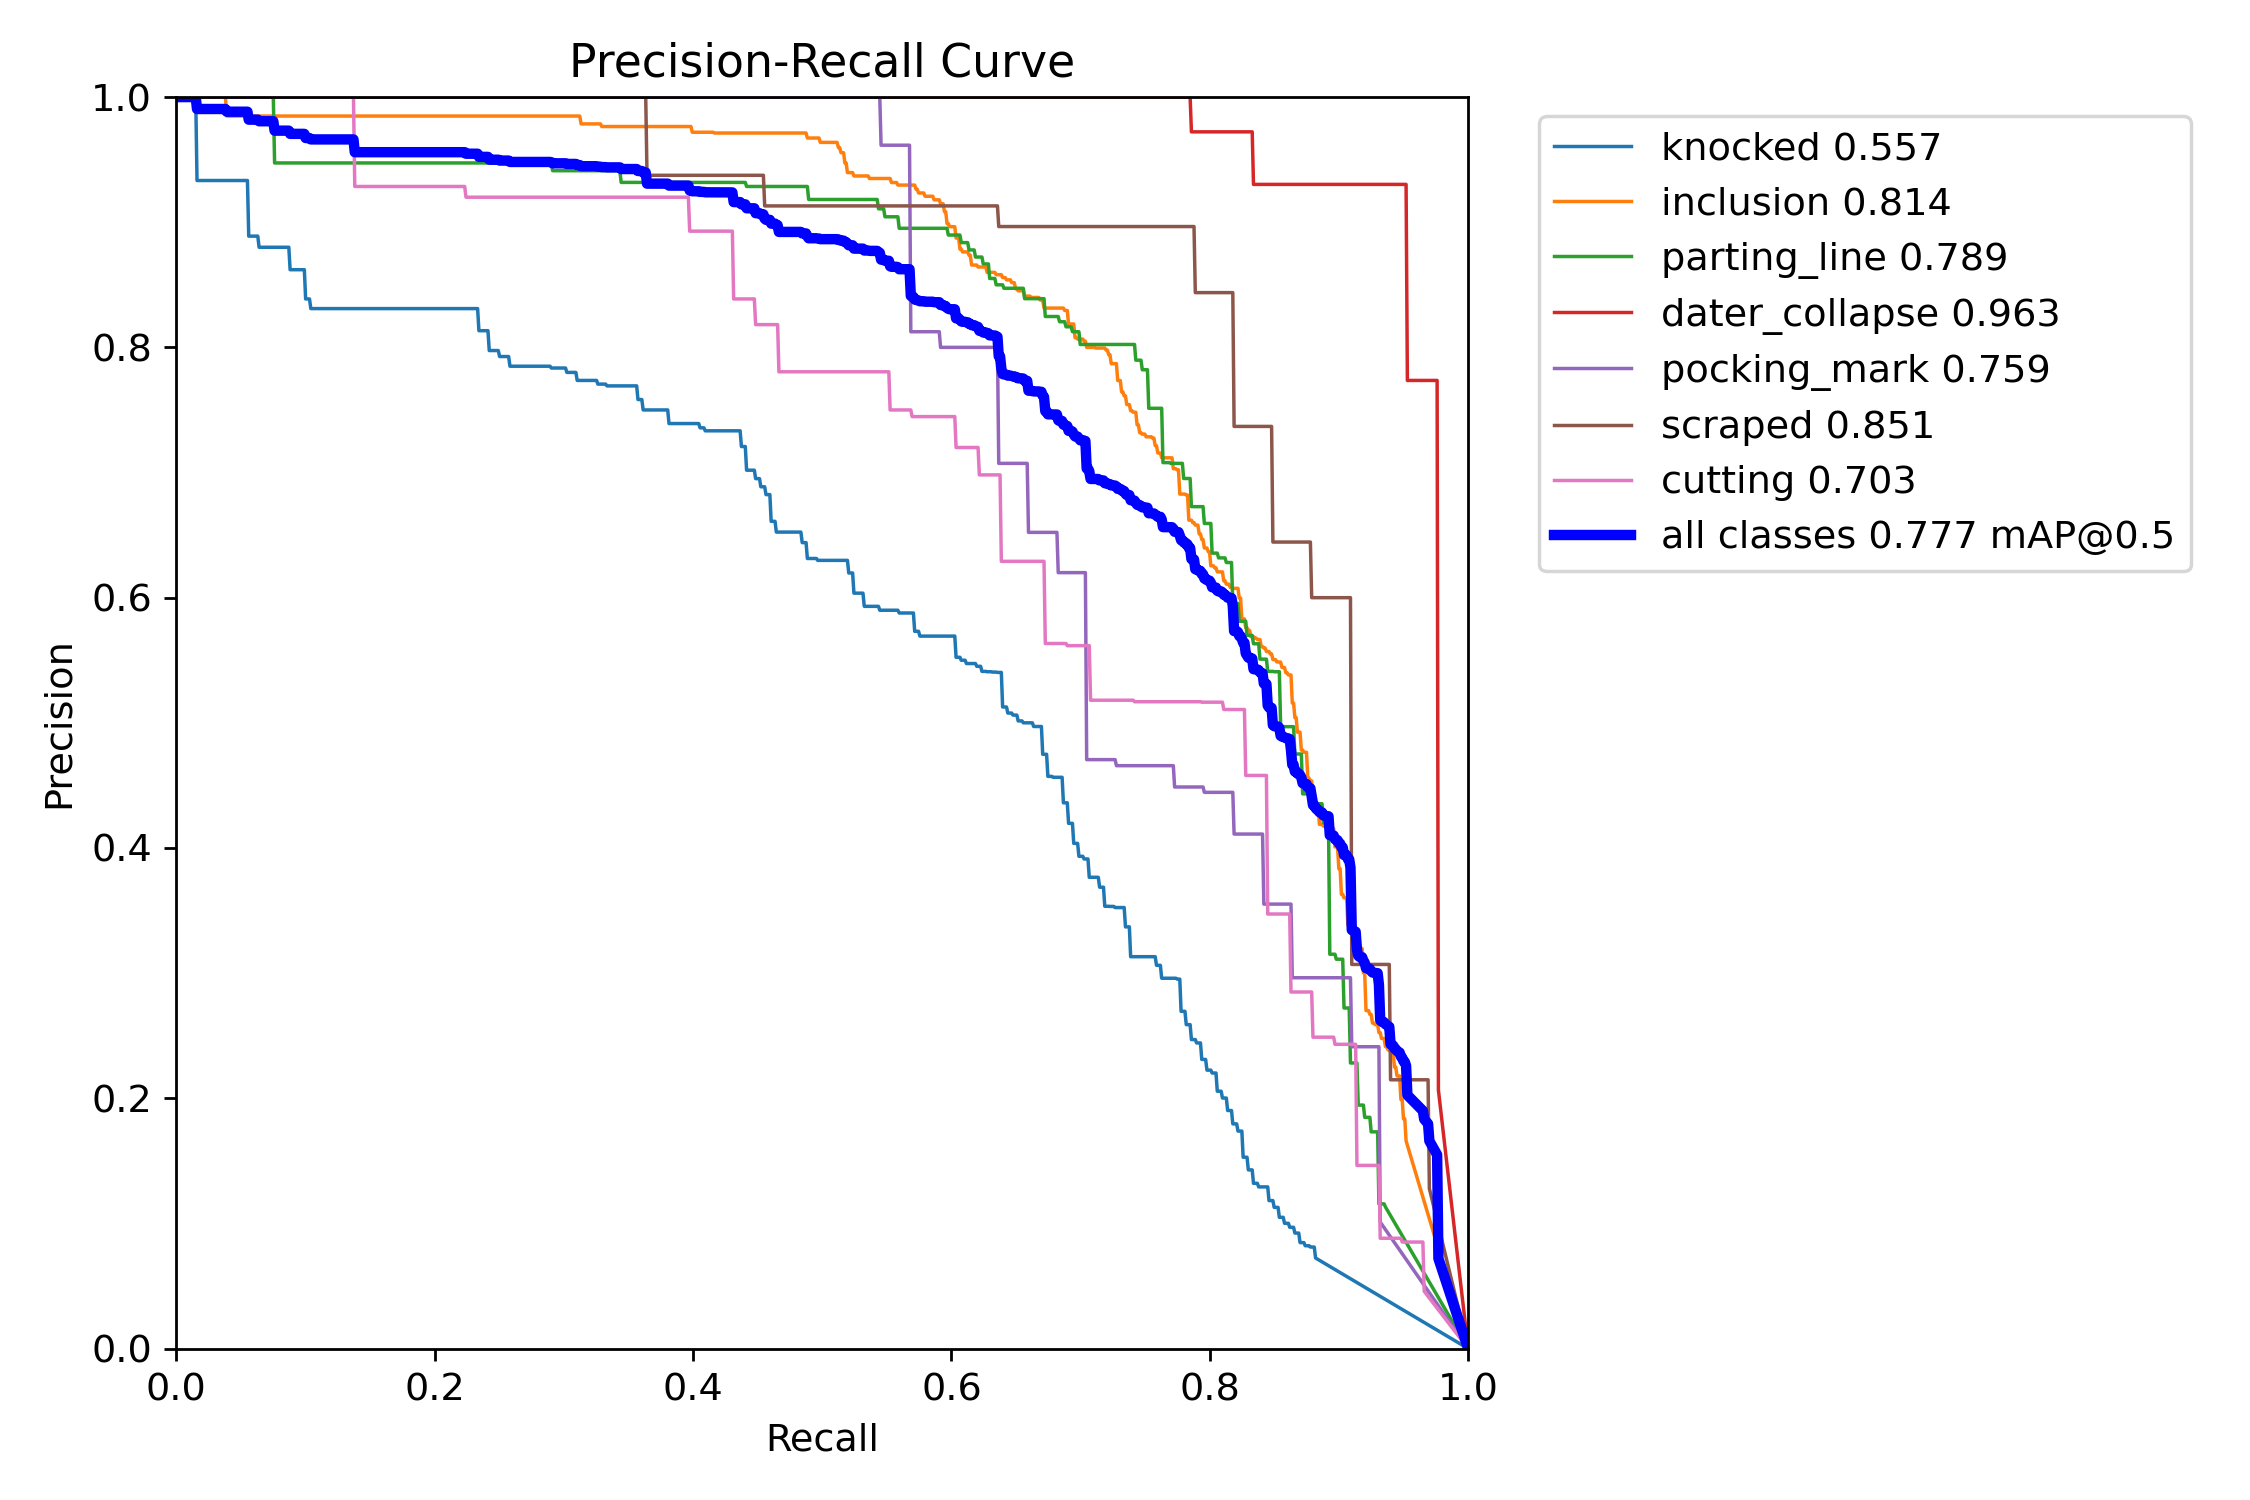 Precision-Recall Curve
1.0
0.8
0.6
0.4
0.2
0.0
Precision
0.0 0.2 0.4 0.6 0.8 1.0
Recall
knocked 0.557
inclusion 0.814
parting_line 0.789
dater_collapse 0.963
pocking_mark 0.759
scraped 0.851
cutting 0.703
all classes 0.777 mAP@0.5